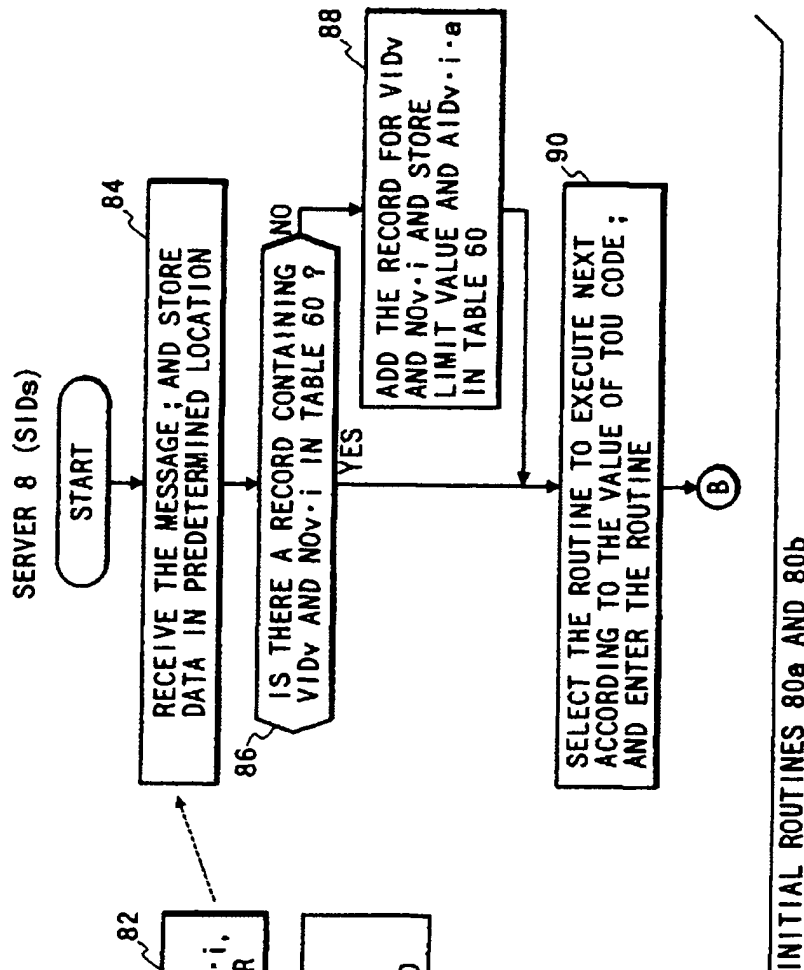 SERVER 8 (SIDs)
START
84
RECEIVE THE MESSAGE; AND STORE
DATA IN PREDETERMINED LOCATION
86
IS THERE A RECORD CONTAINING
VIDv AND NOv·i IN TABLE 60 ?
NO
YES
88
ADD THE RECORD FOR VIDv
AND NOv·i AND STORE
LIMIT VALUE AND AIDv·i·a
IN TABLE 60
90
SELECT THE ROUTINE TO EXECUTE NEXT
ACCORDING TO THE VALUE OF TOU CODE;
AND ENTER THE ROUTINE
B
82
·i,
R
D
INITIAL ROUTINES 80a AND 80b